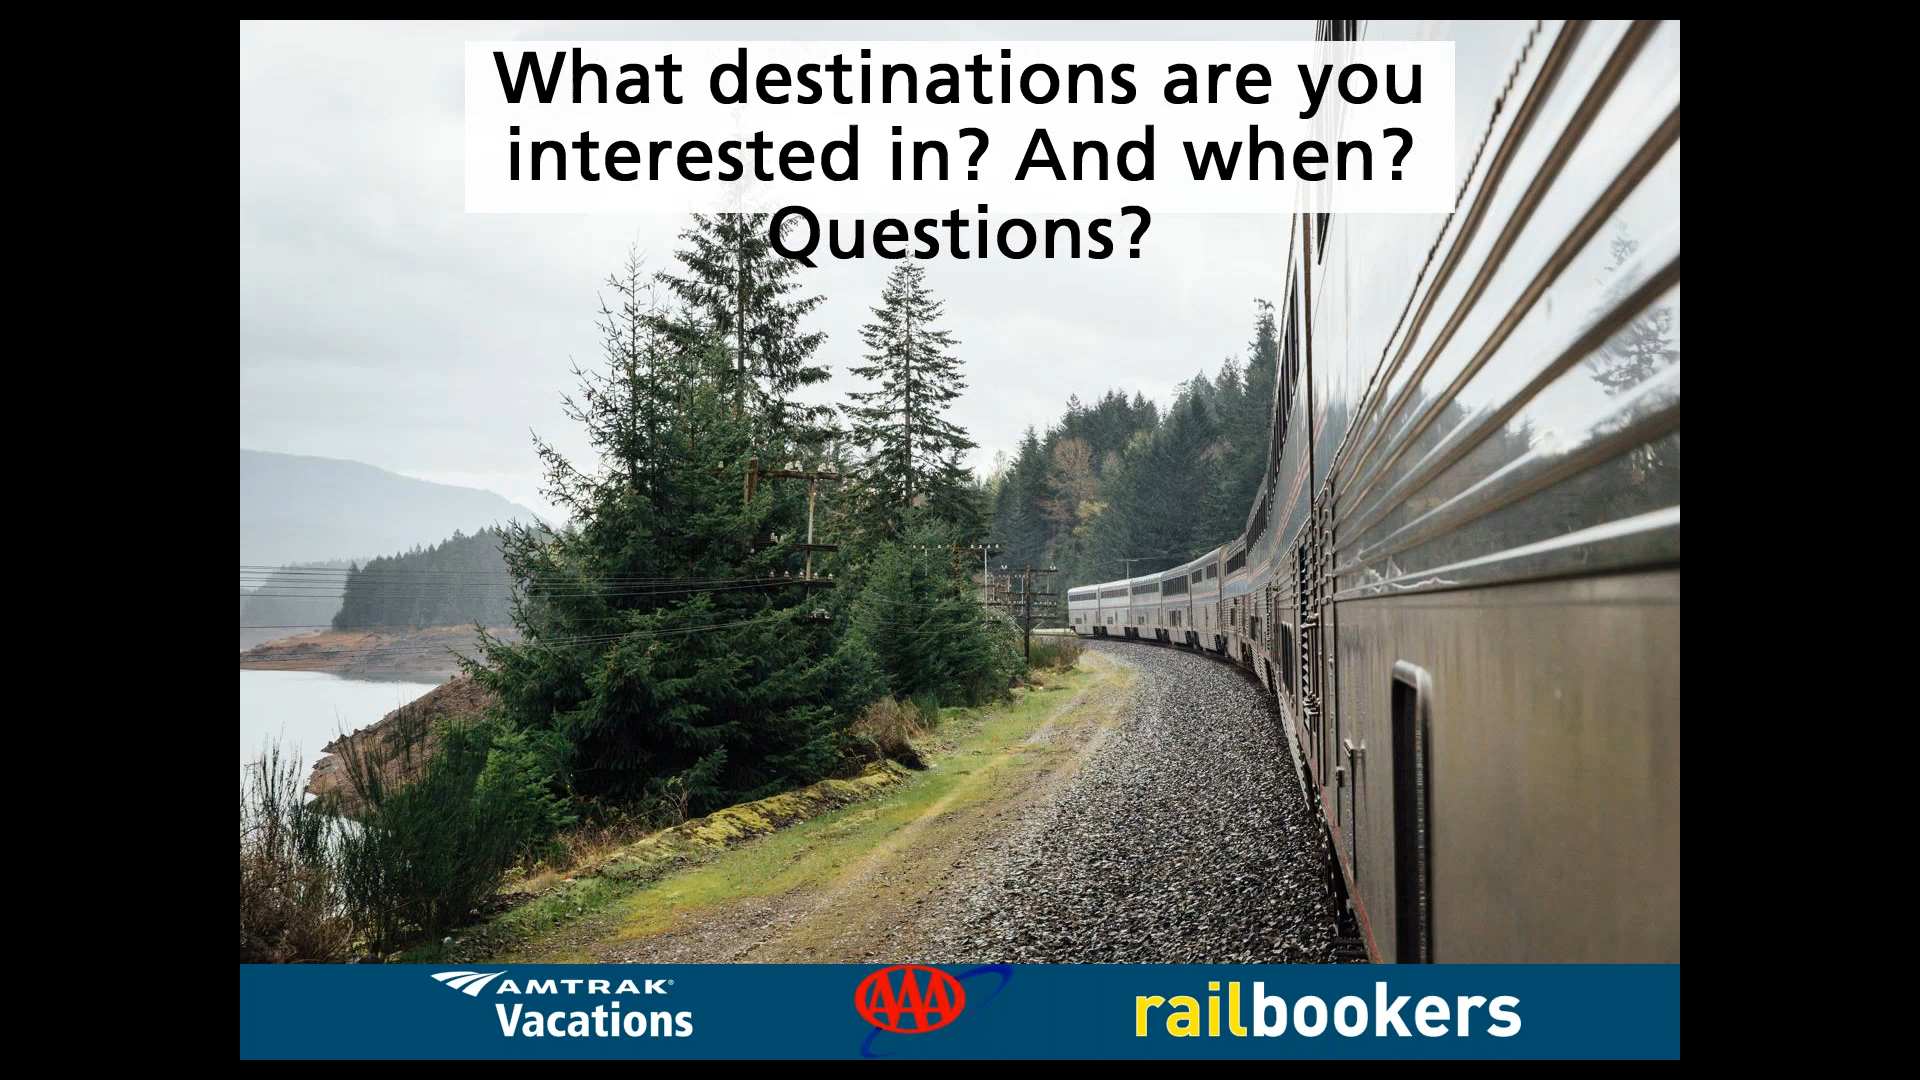 What destinations are you
interested in? And when?
Questions?
AMTRAK®
Vacations
AAA
railbookers